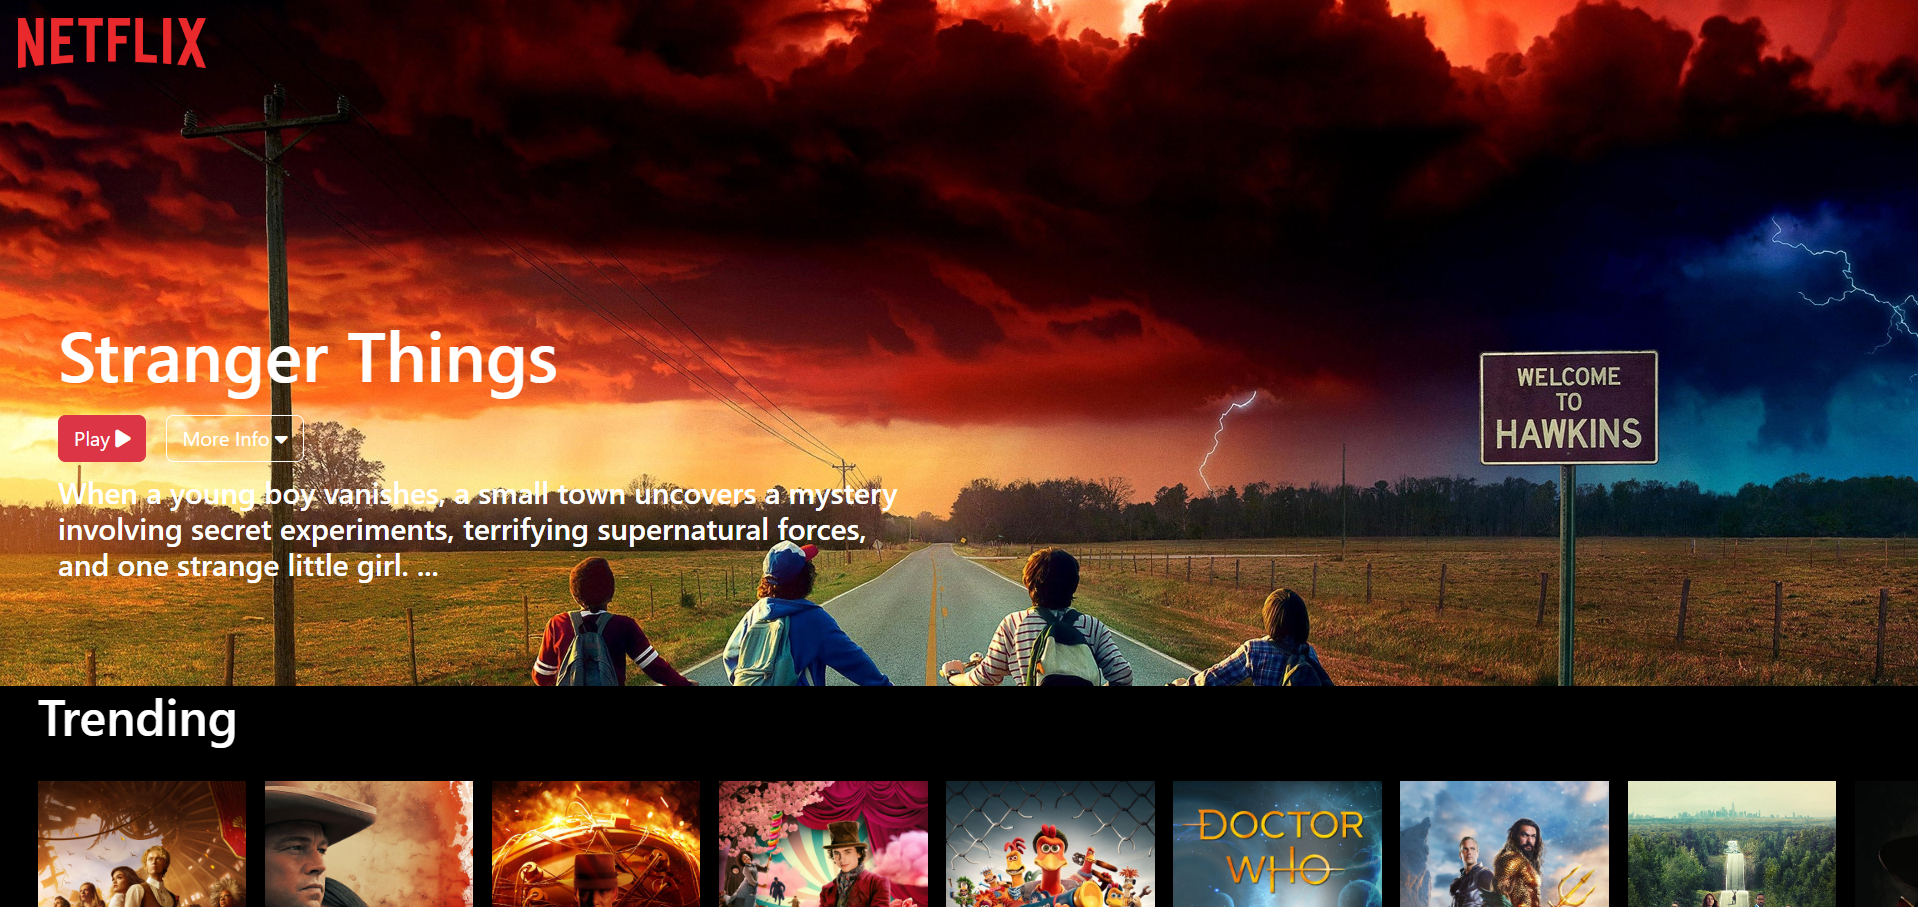 NETFLIX
Stranger Things
Play
More Info
When a young boy vanishes, a small town uncovers a mystery
involving secret experiments, terrifying supernatural forces,
and one strange little girl. ...
WELCOME
TO
HAWKINS
Trending
DOCTOR
WHO